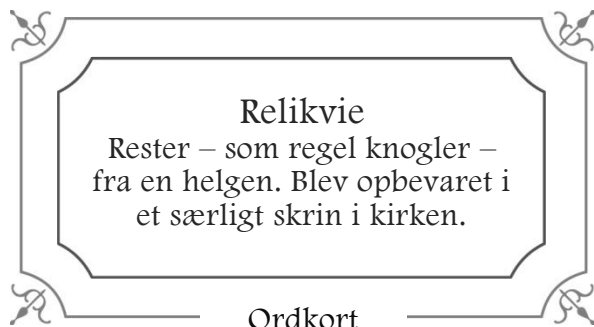 Relikvie
Rester – som regel knogler –
fra en helgen. Blev opbevaret i
et særligt skrin i kirken.
Ordkort